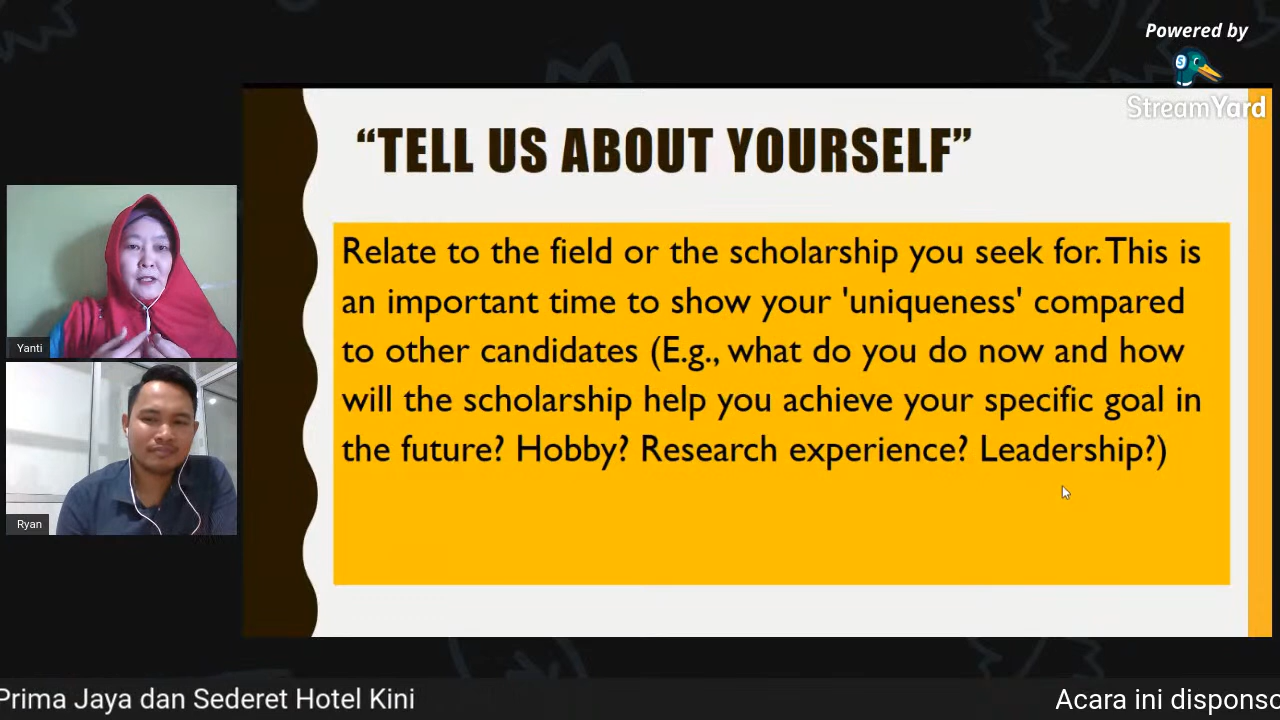 Powered by
StreamYard
“TELL US ABOUT YOURSELF”
Relate to the field or the scholarship you seek for. This is
an important time to show your 'uniqueness' compared
to other candidates (E.g., what do you do now and how
will the scholarship help you achieve your specific goal in
the future? Hobby? Research experience? Leadership?)
Yanti
Ryan
Prima Jaya dan Sederet Hotel Kini
Acara ini disponso